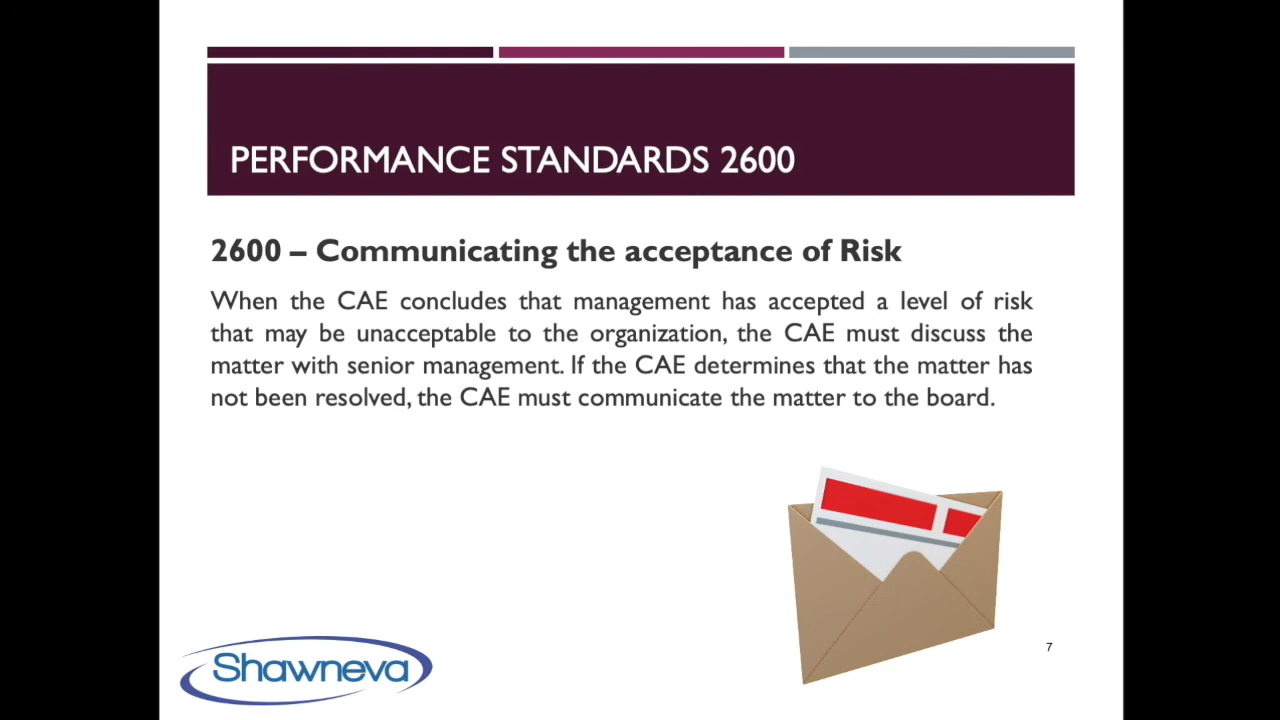 PERFORMANCE STANDARDS 2600
2600 – Communicating the acceptance of Risk
When the CAE concludes that management has accepted a level of risk
that may be unacceptable to the organization, the CAE must discuss the
matter with senior management. If the CAE determines that the matter has
not been resolved, the CAE must communicate the matter to the board.
Shawneva
7